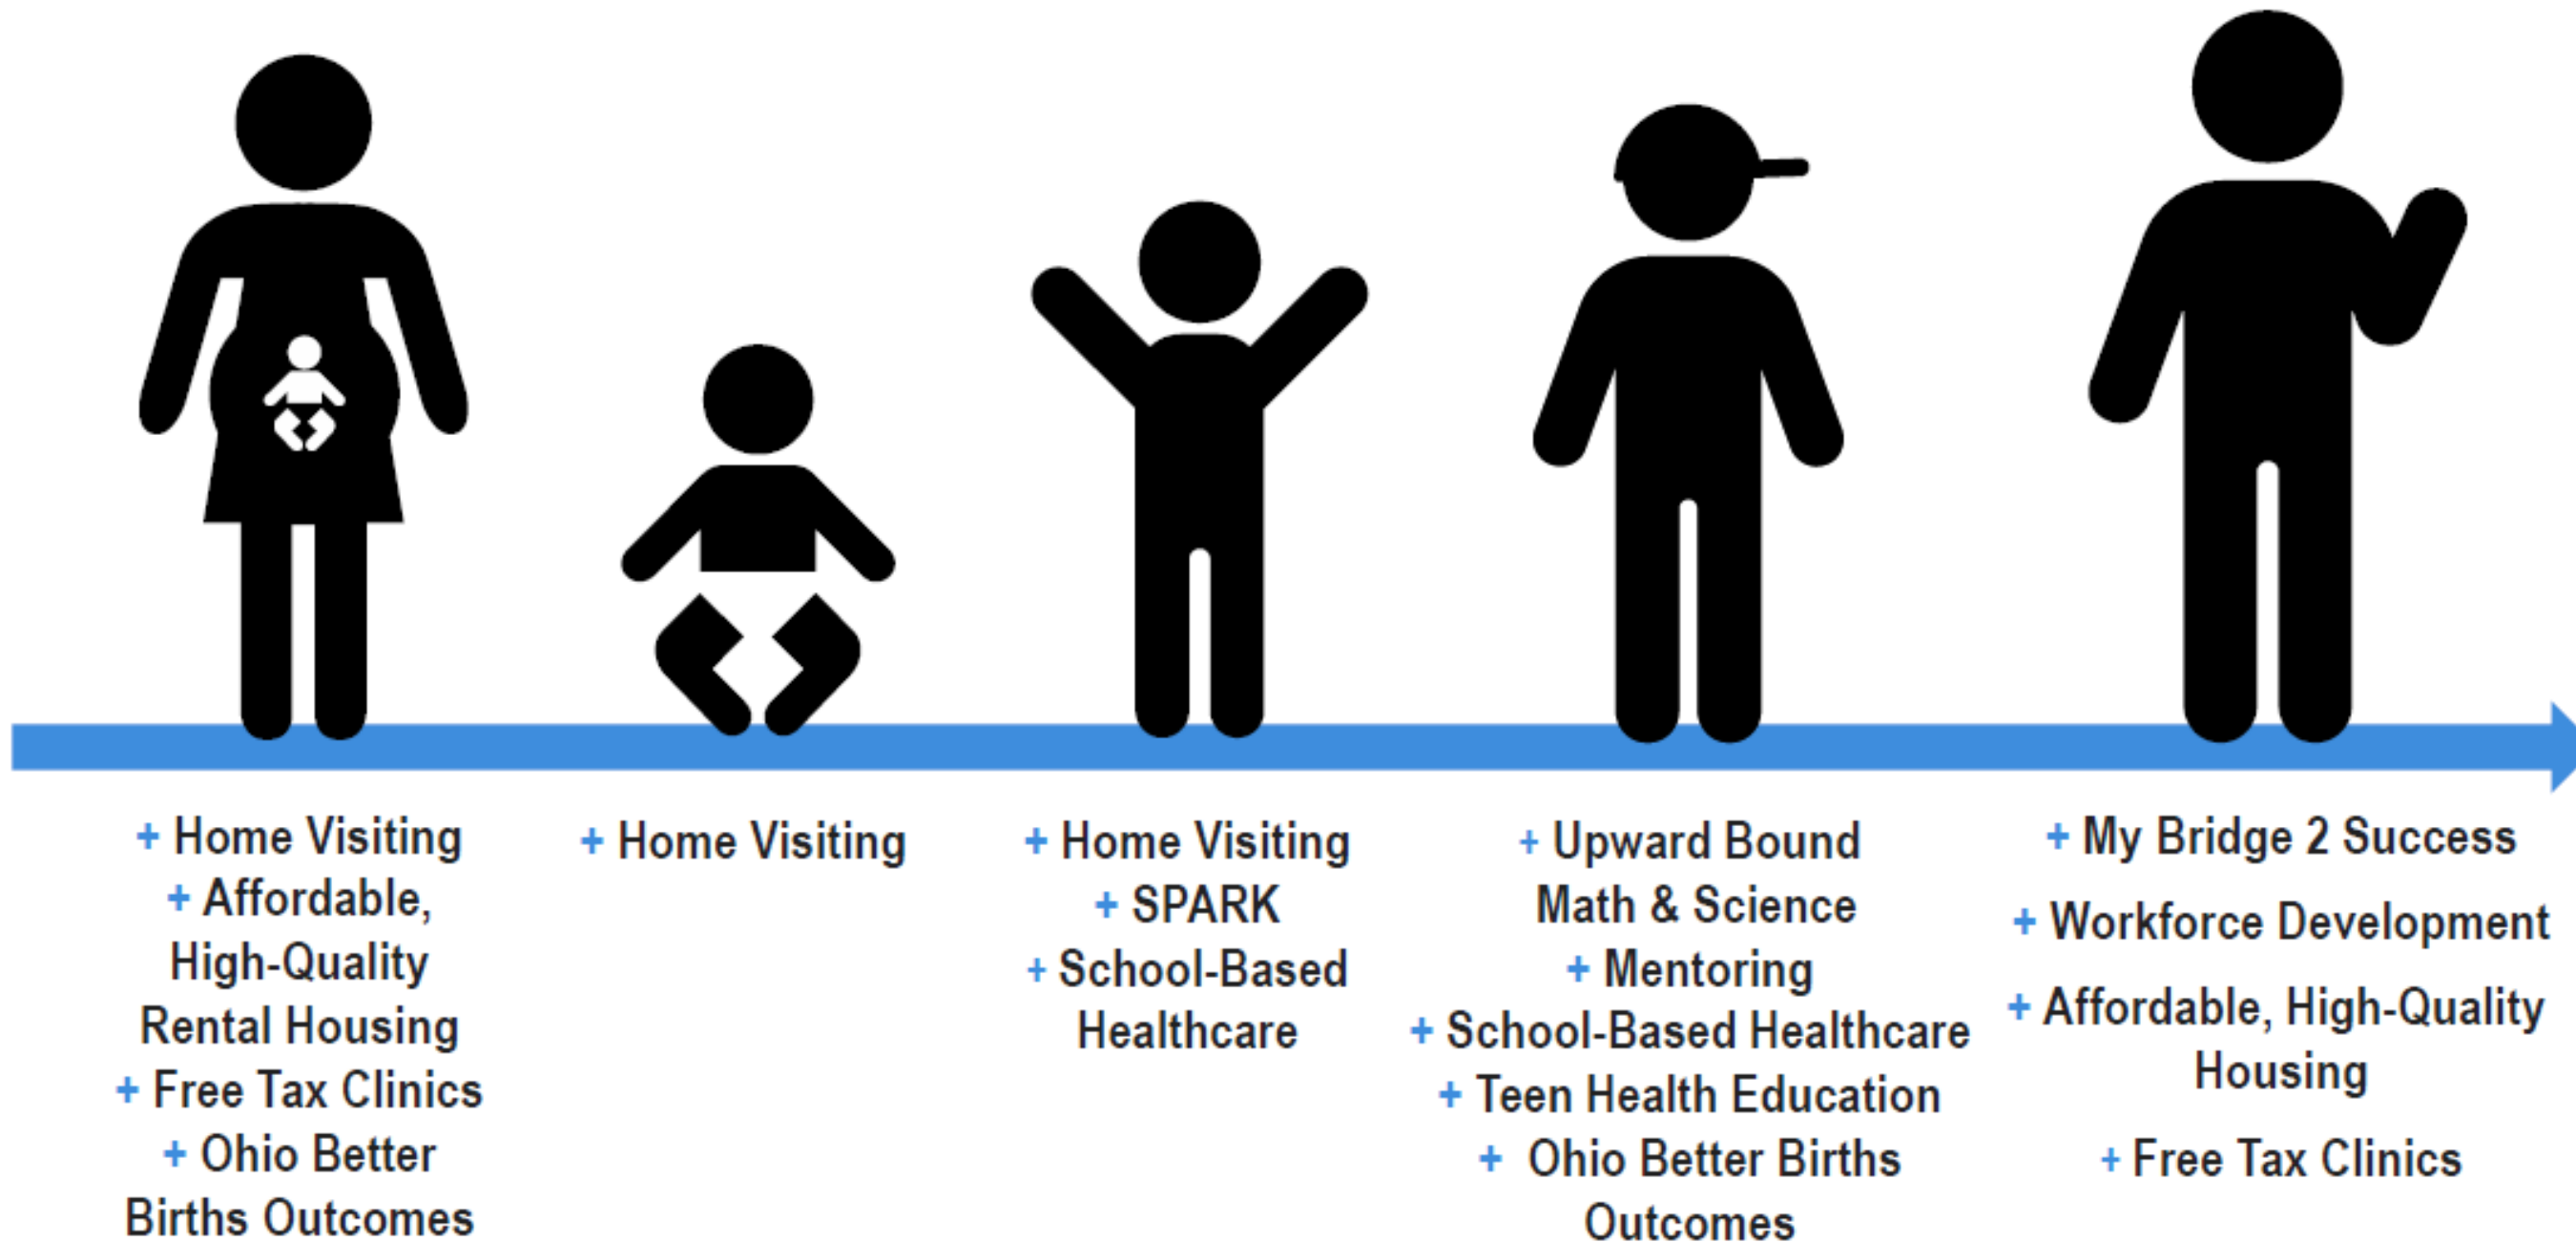 + Home Visiting
+ Affordable,
High-Quality
Rental Housing
+ Free Tax Clinics
+ Ohio Better
Births Outcomes
+ Home Visiting
+ Home Visiting
+ SPARK
+ School-Based
Healthcare
+ Upward Bound
Math & Science
+ Mentoring
+ School-Based Healthcare
+ Teen Health Education
+ Ohio Better Births
Outcomes
+ My Bridge 2 Success
+ Workforce Development
+ Affordable, High-Quality
Housing
+ Free Tax Clinics